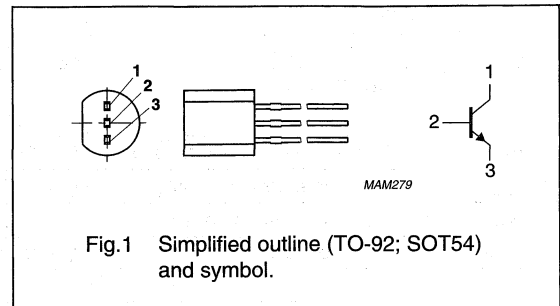 1
2
3
1
2
3
MAM279
Fig.1 Simplified outline (TO-92; SOT54)
and symbol.